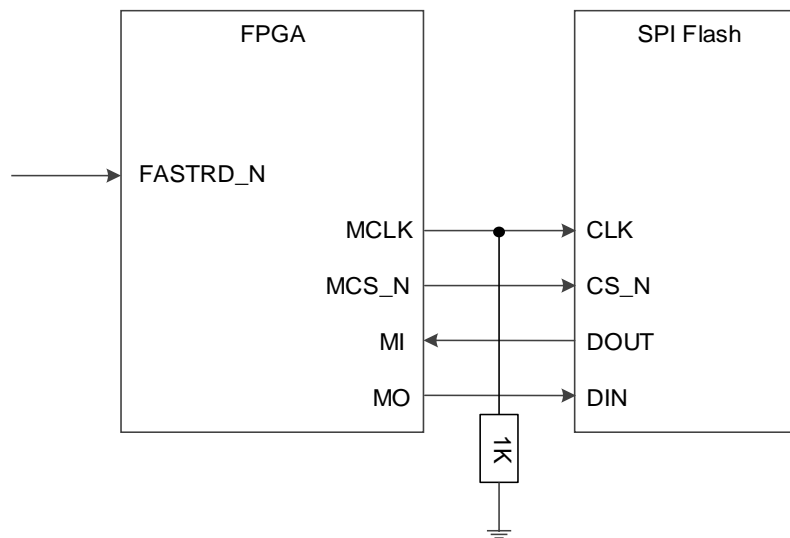 FPGA
SPI Flash
FASTRD_N
MCLK
CLK
MCS_N
CS_N
MI
DOUT
MO
DIN
1K